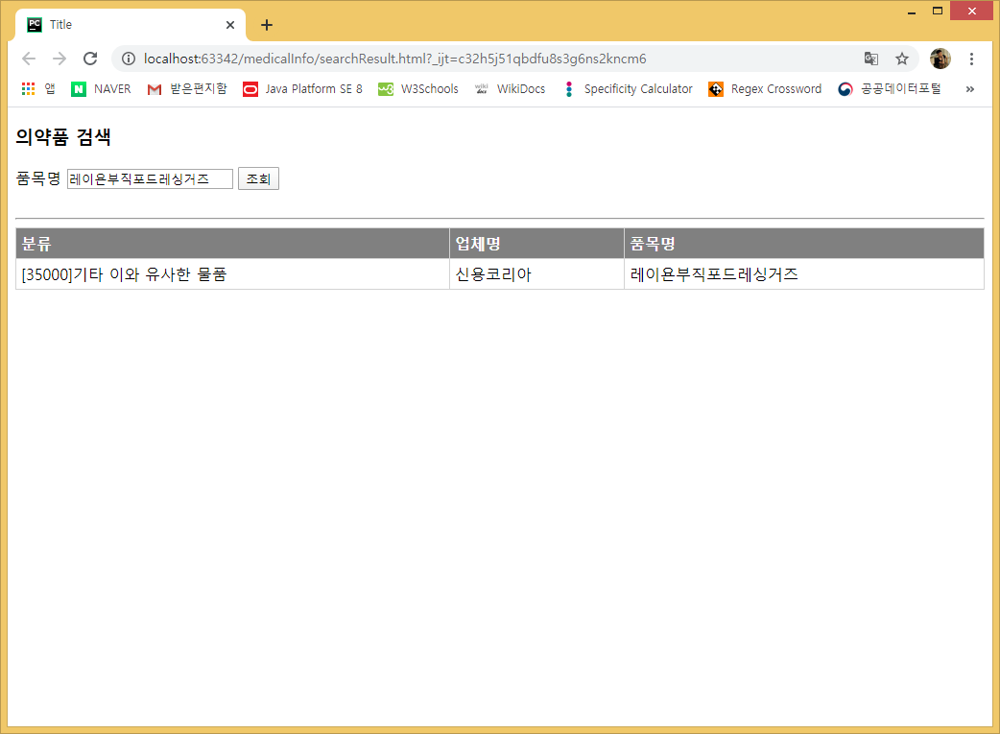 PC Title
localhost:63342/medicalInfo/searchResult.html?_ijt=c32h5j51qbdfu8s3g6ns2kncm6
앱 N NAVER M 받은편지함 Java Platform SE 8 w3 W3Schools wiki docs WikiDocs Specificity Calculator Regex Crossword 공공데이터포털 »
의약품 검색
품목명 레이욘부직포드레싱거즈 조회
분류 업체명 품목명
[35000]기타 이와 유사한 물품 신용코리아 레이욘부직포드레싱거즈